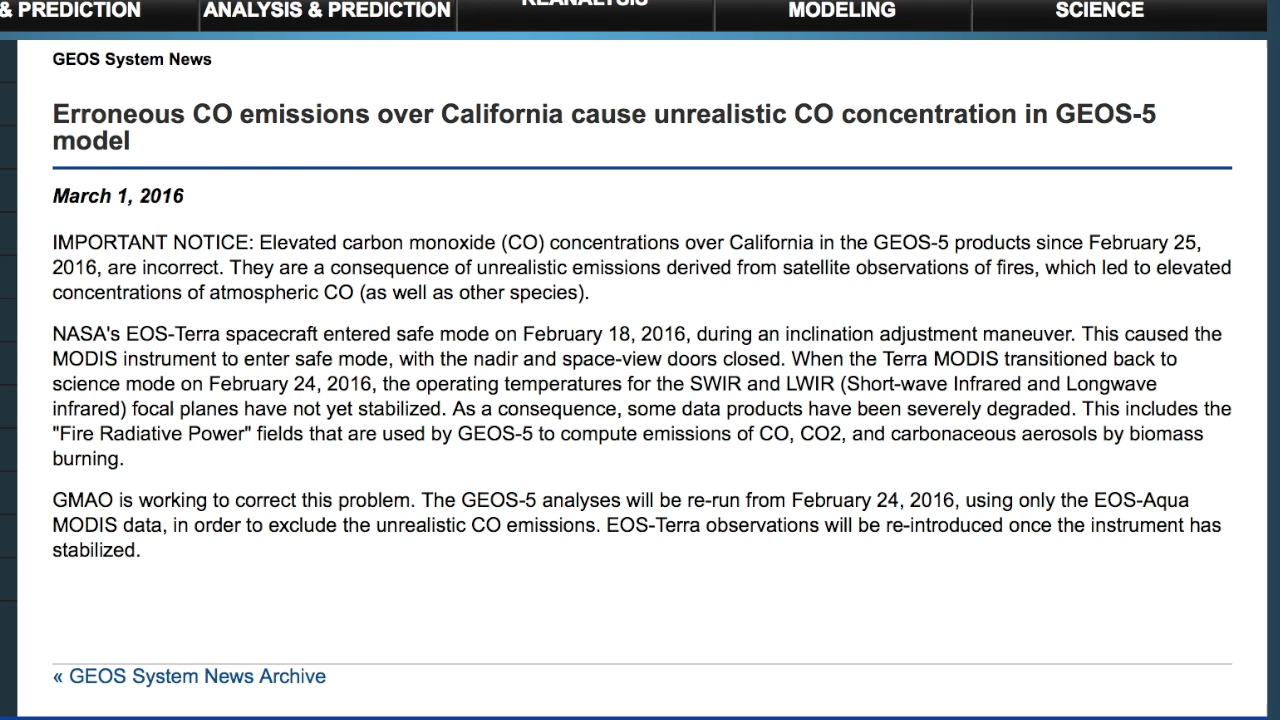 & PREDICTION
ANALYSIS & PREDICTION
REANALYSIS
MODELING
SCIENCE
GEOS System News
Erroneous CO emissions over California cause unrealistic CO concentration in GEOS-5
model
March 1, 2016
IMPORTANT NOTICE: Elevated carbon monoxide (CO) concentrations over California in the GEOS-5 products since February 25,
2016, are incorrect. They are a consequence of unrealistic emissions derived from satellite observations of fires, which led to elevated
concentrations of atmospheric CO (as well as other species).
NASA's EOS-Terra spacecraft entered safe mode on February 18, 2016, during an inclination adjustment maneuver. This caused the
MODIS instrument to enter safe mode, with the nadir and space-view doors closed. When the Terra MODIS transitioned back to
science mode on February 24, 2016, the operating temperatures for the SWIR and LWIR (Short-wave Infrared and Longwave
infrared) focal planes have not yet stabilized. As a consequence, some data products have been severely degraded. This includes the
"Fire Radiative Power" fields that are used by GEOS-5 to compute emissions of CO, CO2, and carbonaceous aerosols by biomass
burning.
GMAO is working to correct this problem. The GEOS-5 analyses will be re-run from February 24, 2016, using only the EOS-Aqua
MODIS data, in order to exclude the unrealistic CO emissions. EOS-Terra observations will be re-introduced once the instrument has
stabilized.
« GEOS System News Archive